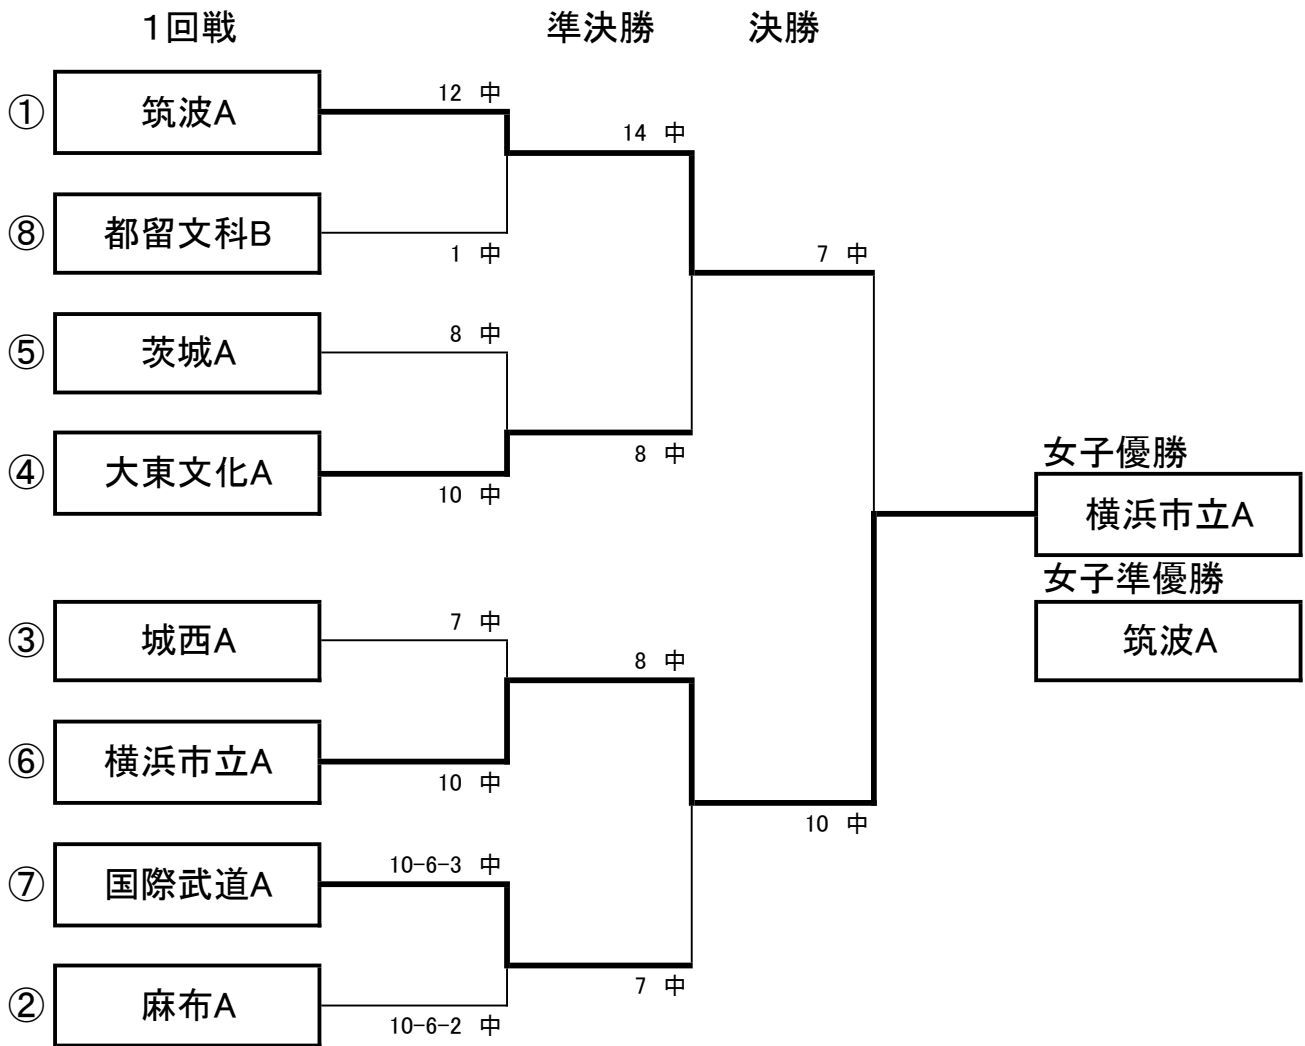 1回戦 準決勝 決勝
① 筑波A 12 中
14 中
⑧ 都留文科B 1 中
7 中
⑤ 茨城A 8 中
8 中
④ 大東文化A 10 中
女子優勝
横浜市立A
女子準優勝
筑波A
③ 城西A 7 中
8 中
⑥ 横浜市立A 10 中
10 中
⑦ 国際武道A 10-6-3 中
7 中
② 麻布A 10-6-2 中